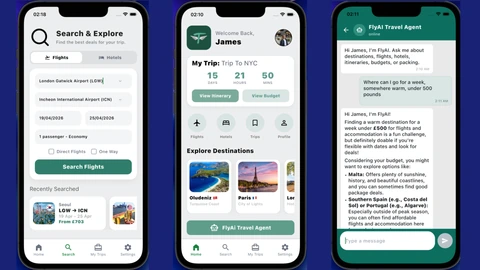 02:18
Search & Explore
Find the best deals for your trip.
Flights
Hotels
London Gatwick Airport (LGW)
Incheon International Airport (ICN)
18/04/2026
25/04/2026
1 passenger - Economy
Direct Flights
One Way
Search Flights
Recently Searched
Seoul
LGW → ICN
18 Apr - 25 Apr
From £702
Home
Search
My Trips
Settings
02:10
Welcome Back,
James
My Trip: Trip To NYC
15
21
50
DAYS
HOURS
MINS
View Itinerary
View Budget
Flights
Hotels
Trips
Profile
Explore Destinations
Oludeniz
Paris
FlyAi Travel Agent
Home
Search
My Trips
Settings
02:11
FlyAi Travel Agent
online
Hi James, I'm FlyAi. Ask me about
destinations, flights, hotels,
itineraries, budgets, or packing.
Where can I go for a week,
somewhere warm, under 500
pounds
Hi James, I'm FlyAi!
Finding a warm destination for a
week under £500 for flights and
accommodation is a fun challenge,
but definitely doable if you're
flexible with dates and look for
deals!
Considering your budget, you might
want to explore options like:
• Malta: Offers plenty of sunshine,
history, and beautiful coastlines,
and you can sometimes find good
package deals.
• Southern Spain (e.g., Costa del
Sol) or Portugal (e.g., Algarve):
Especially outside of peak season,
you can often find affordable
flights and accommodation here
Type a message